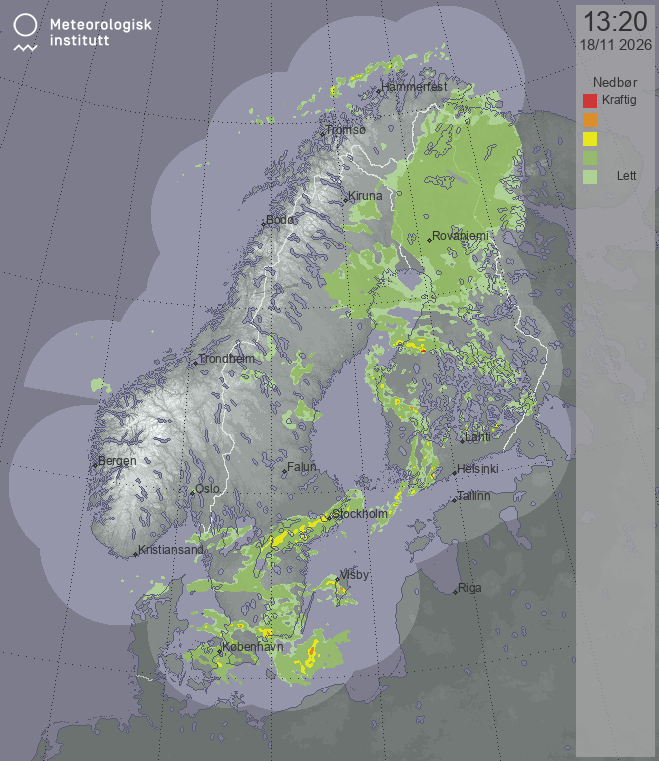 Meteorologisk
institutt
13:20
18/11 2026
Nedbør
Kraftig
Lett
Hammerfest
Tromsø
Kiruna
Bodø
Rovaniemi
Trondheim
Lahti
Bergen
Falun
Helsinki
Oslo
Tallinn
Stockholm
Kristiansand
Visby
Riga
København